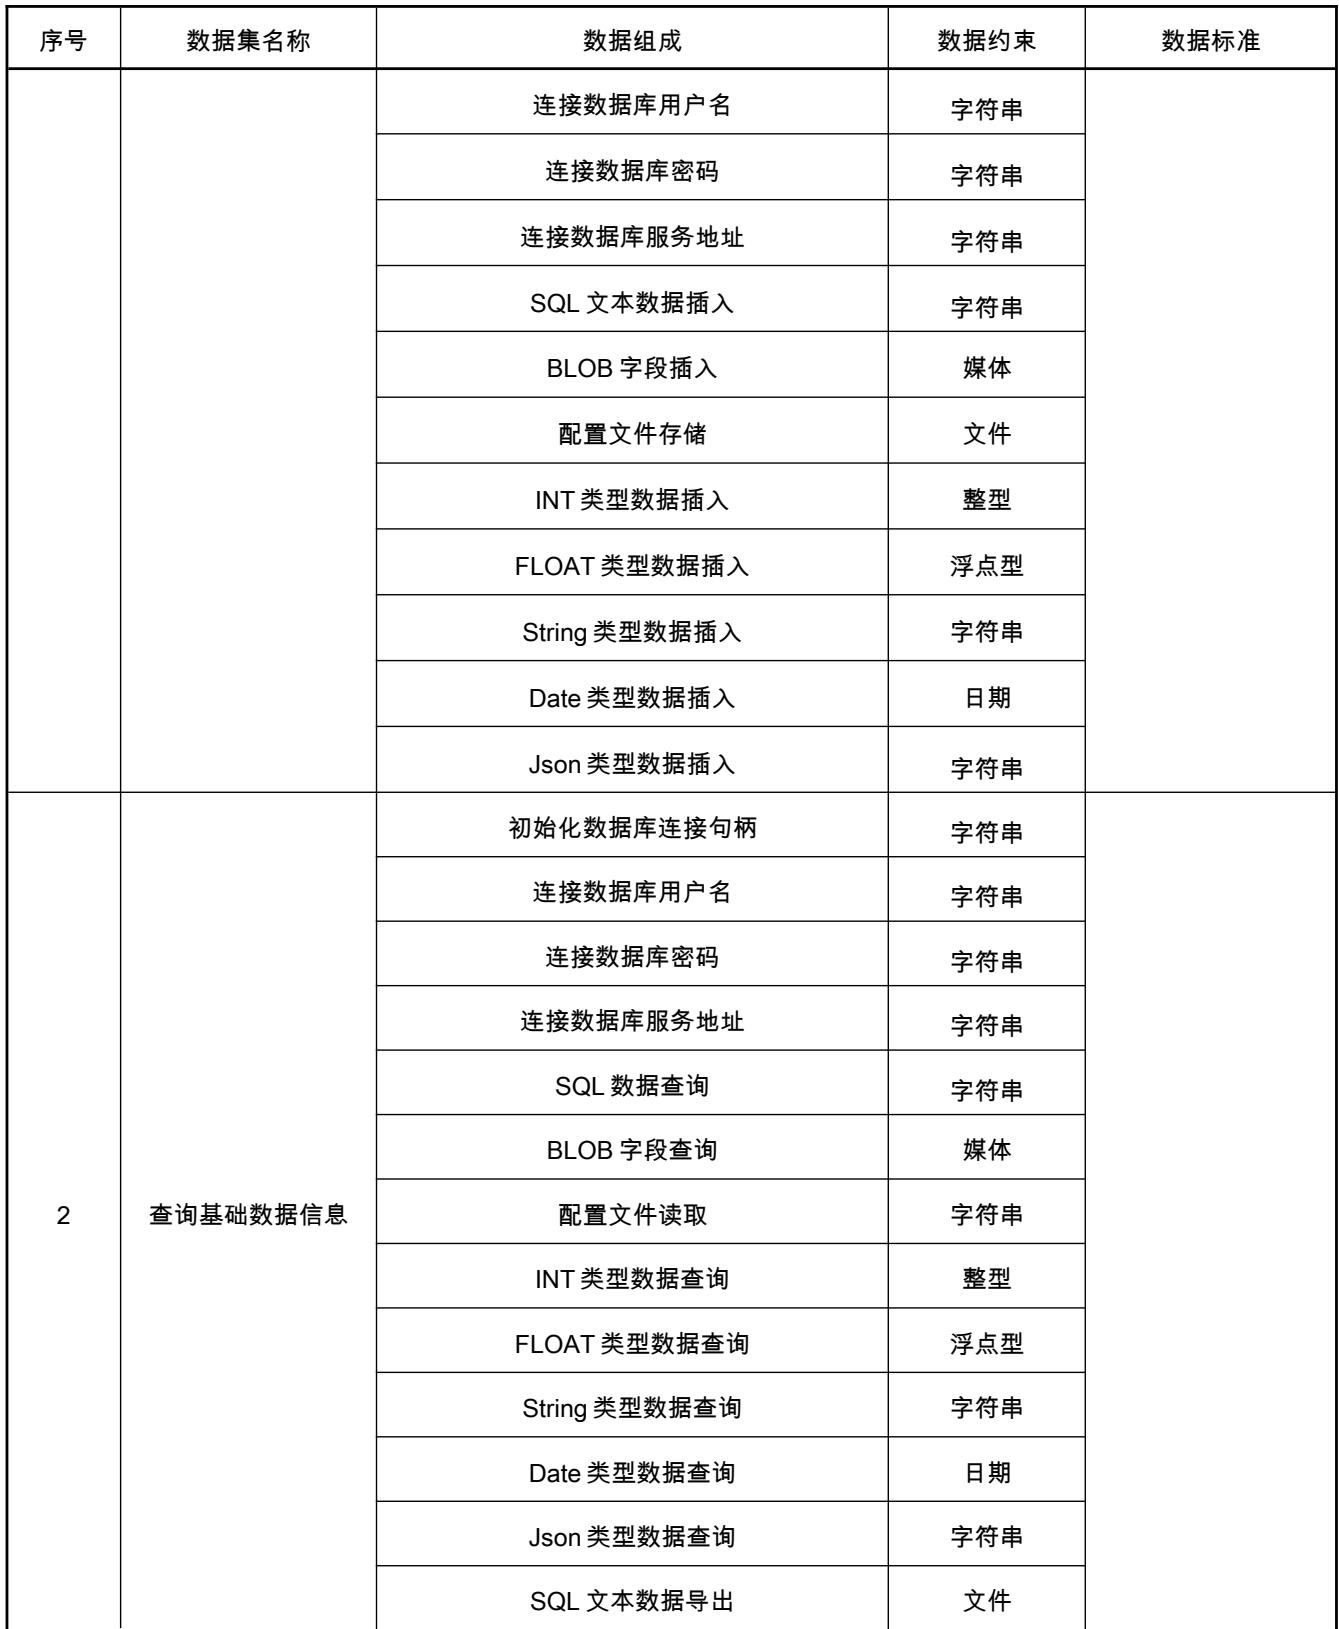 序号 数据集名称 数据组成 数据约束 数据标准
连接数据库用户名 字符串
连接数据库密码 字符串
连接数据库服务地址 字符串
SQL 文本数据插入 字符串
BLOB 字段插入 媒体
配置文件存储 文件
INT 类型数据插入 整型
FLOAT 类型数据插入 浮点型
String 类型数据插入 字符串
Date 类型数据插入 日期
Json 类型数据插入 字符串
初始化数据库连接句柄 字符串
连接数据库用户名 字符串
连接数据库密码 字符串
连接数据库服务地址 字符串
SQL 数据查询 字符串
BLOB 字段查询 媒体
2 查询基础数据信息 配置文件读取 字符串
INT 类型数据查询 整型
FLOAT 类型数据查询 浮点型
String 类型数据查询 字符串
Date 类型数据查询 日期
Json 类型数据查询 字符串
SQL 文本数据导出 文件